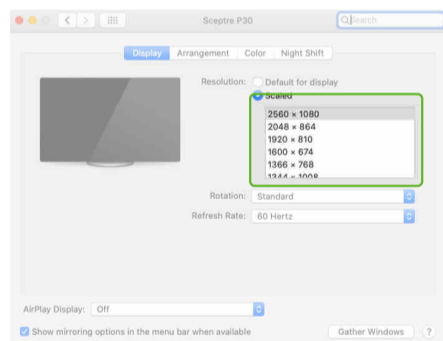 Sceptre P30
Search
Display Arrangement Color Night Shift
Resolution: Default for display
Scaled
2560 × 1080
2048 × 864
1920 × 810
1600 × 674
1366 × 768
1344 × 1008
Rotation: Standard
Refresh Rate: 60 Hertz
AirPlay Display: Off
Show mirroring options in the menu bar when available
Gather Windows ?